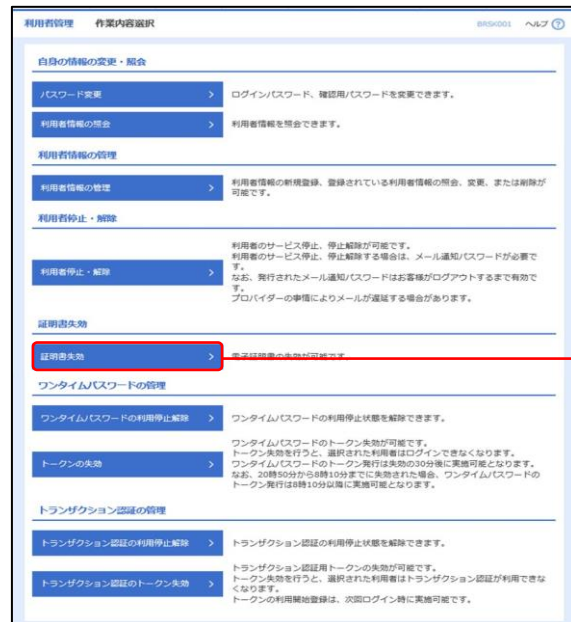 利用者管理 作業内容選択 BRSK001 ヘルプ ?
自身の情報の変更・照会
パスワード変更 > ログインパスワード、確認用パスワードを変更できます。
利用者情報の照会 > 利用者情報を照会できます。
利用者情報の管理
利用者情報の管理 > 利用者情報の新規登録、登録されている利用者情報の照会、変更、または削除が
可能です。
利用者停止・解除
利用者のサービス停止、停止解除が可能です。
利用者のサービス停止、停止解除する場合は、メール通知パスワードが必要で
す。
利用者停止・解除 >
なお、発行されたメール通知パスワードはお客様がログアウトするまで有効で
す。
プロバイダーの事情によりメールが遅延する場合があります。
証明書失効
証明書失効 > 電子証明書の失効が可能です。
ワンタイムパスワードの管理
ワンタイムパスワードの利用停止解除 > ワンタイムパスワードの利用停止状態を解除できます。
ワンタイムパスワードのトークン失効が可能です。
トークン失効を行うと、選択された利用者はログインできなくなります。
トークンの失効 > ワンタイムパスワードのトークン発行は失効の30分後に実施可能となります。
なお、20時50分から8時10分までに失効された場合、ワンタイムパスワードの
トークン発行は8時10分以降に実施可能となります。
トランザクション認証の管理
トランザクション認証の利用停止解除 > トランザクション認証の利用停止状態を解除できます。
トランザクション認証用トークンの失効が可能です。
トランザクション認証のトークン失効 > トークン失効を行うと、選択された利用者はトランザクション認証が利用できな
くなります。
トークンの利用開始登録は、次回ログイン時に実施可能です。